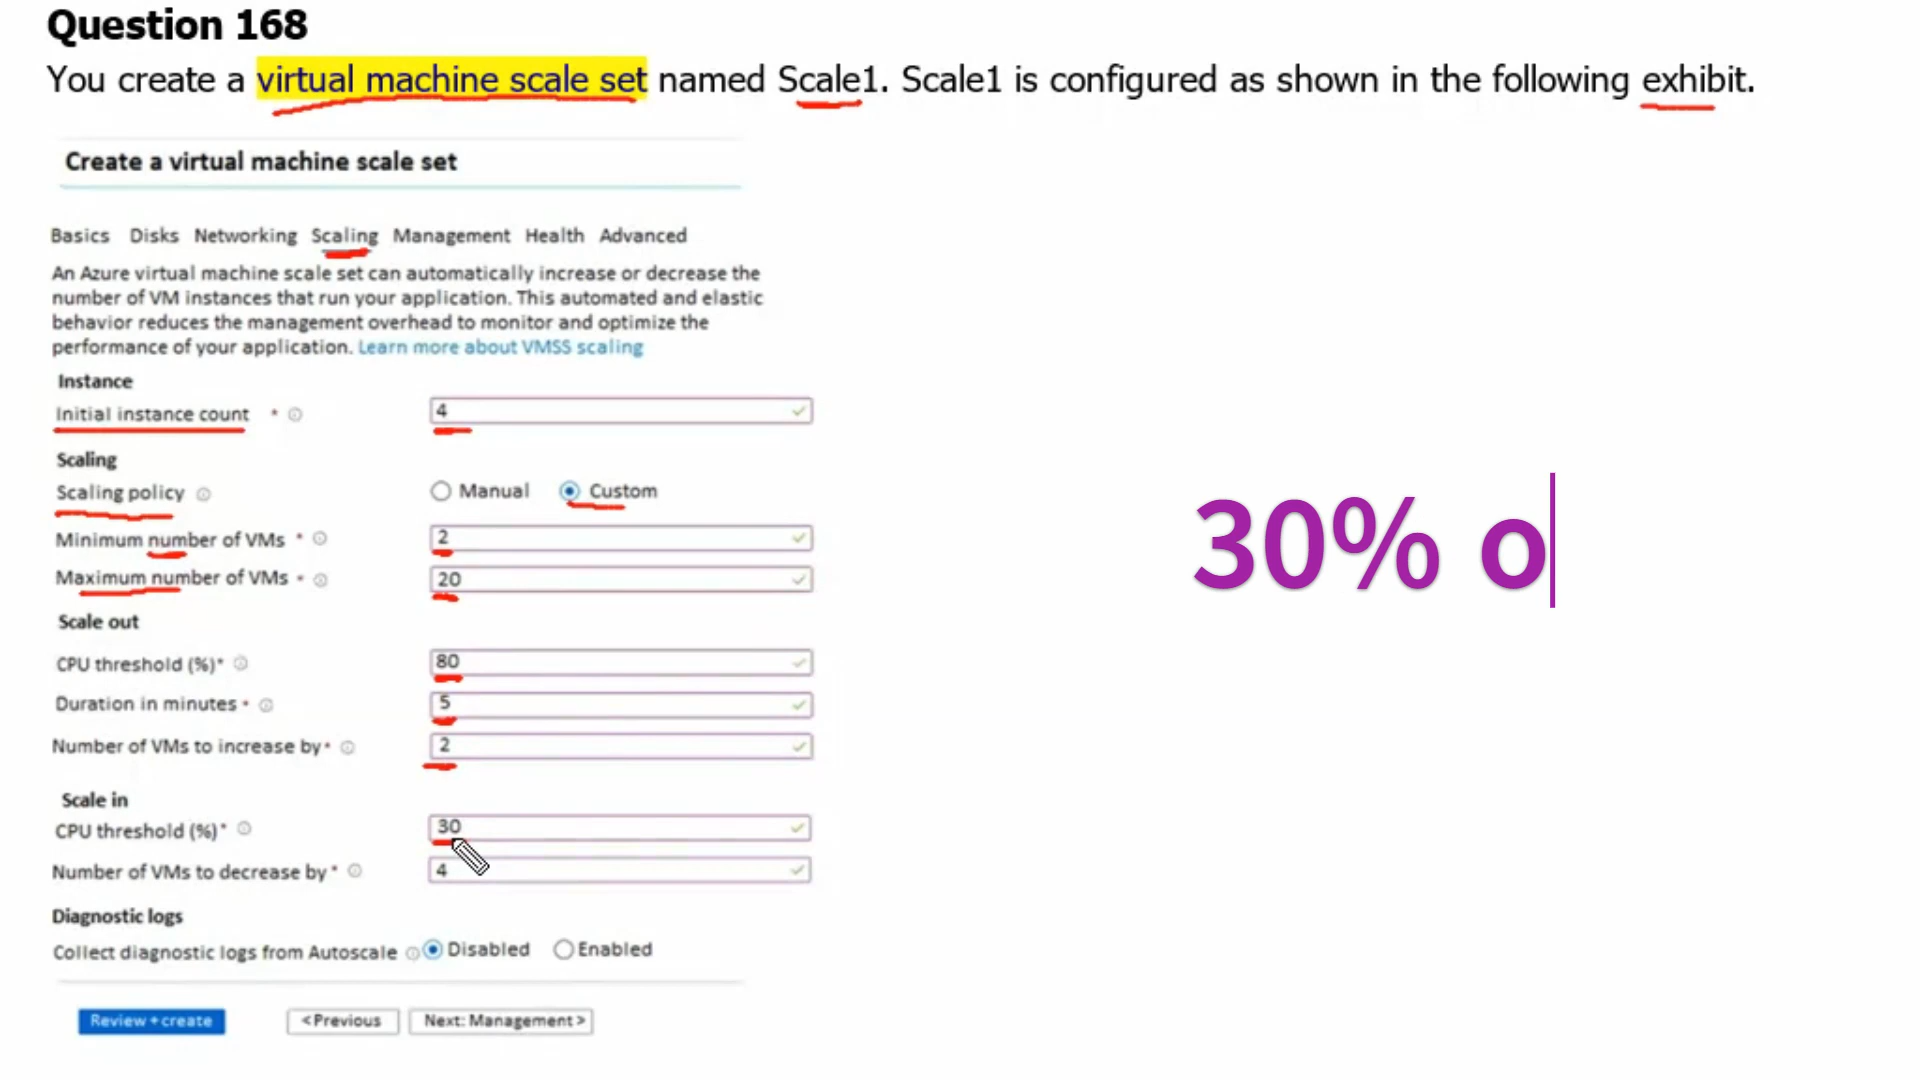 Question 168
You create a virtual machine scale set named Scale1. Scale1 is configured as shown in the following exhibit.
Create a virtual machine scale set
Basics Disks Networking Scaling Management Health Advanced
An Azure virtual machine scale set can automatically increase or decrease the
number of VM instances that run your application. This automated and elastic
behavior reduces the management overhead to monitor and optimize the
performance of your application. Learn more about VMSS scaling
Instance
Initial instance count * 4
Scaling
Scaling policy Manual Custom
Minimum number of VMs * 2
Maximum number of VMs * 20
Scale out
CPU threshold (%)* 80
Duration in minutes * 5
Number of VMs to increase by* 2
Scale in
CPU threshold (%)* 30
Number of VMs to decrease by* 4
Diagnostic logs
Collect diagnostic logs from Autoscale Disabled Enabled
Review + create < Previous Next: Management >
30% o